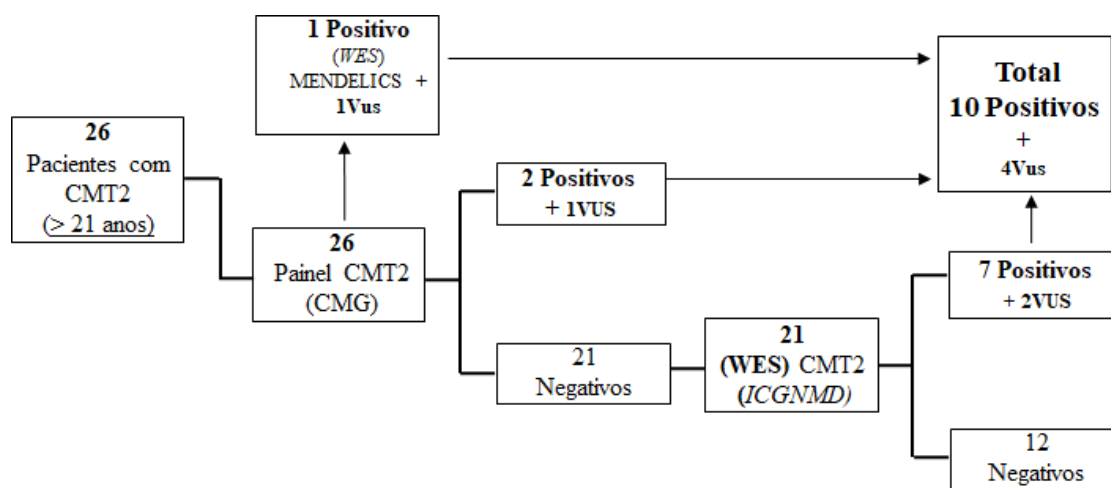 26
Pacientes com
CMT2
(> 21 anos)
1 Positivo
(WES)
MENDELICS +
1Vus
26
Painel CMT2
(CMG)
2 Positivos
+ 1VUS
21
Negativos
21
(WES) CMT2
(ICGNMD)
Total
10 Positivos
+
4Vus
7 Positivos
+ 2VUS
12
Negativos